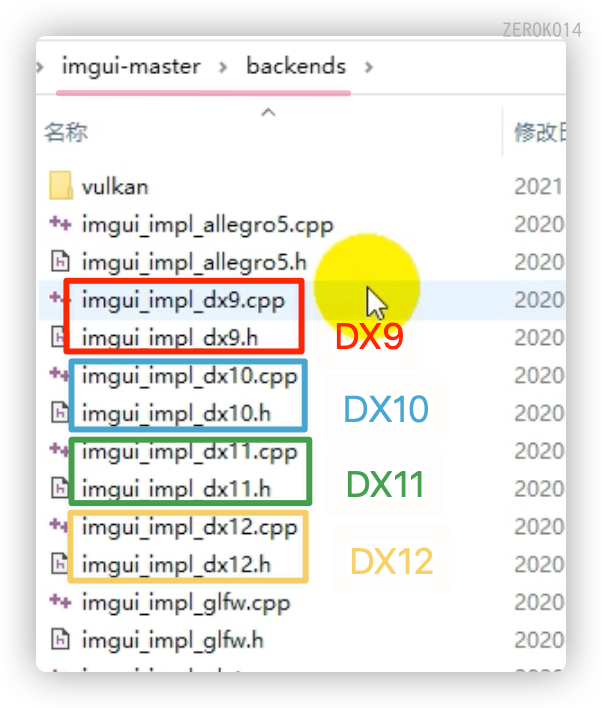 ZEROK014
imgui-master > backends >
名称 修改日
vulkan 2021
imgui_impl_allegro5.cpp 2020
imgui_impl_allegro5.h 2020
imgui_impl_dx9.cpp 2020
imgui_impl_dx9.h 2020
DX9
imgui_impl_dx10.cpp 2020
imgui_impl_dx10.h 2020
DX10
imgui_impl_dx11.cpp 2020
imgui_impl_dx11.h 2020
DX11
imgui_impl_dx12.cpp 2020
imgui_impl_dx12.h 2020
DX12
imgui_impl_glfw.cpp 2020
imgui_impl_glfw.h 2020